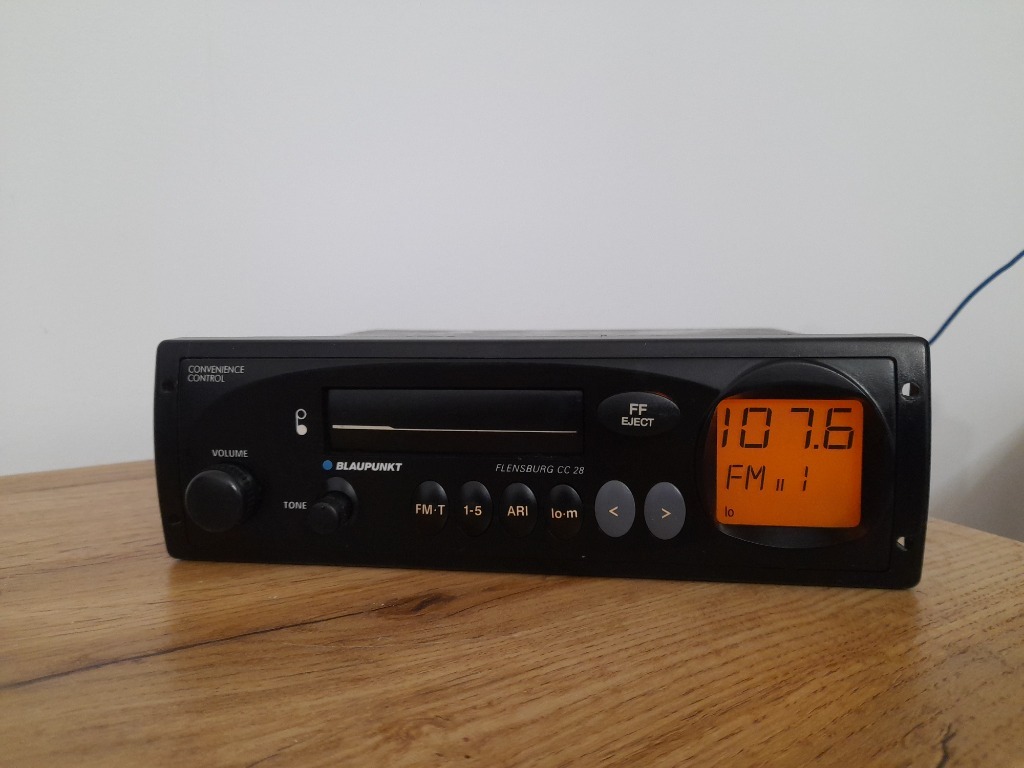 CONVENIENCE
CONTROL
VOLUME
TONE
BLAUPUNKT
FLENSBURG CC 28
FF
EJECT
FM·T
1-5
ARI
lo·m
<
>
107.6
FM II 1
lo